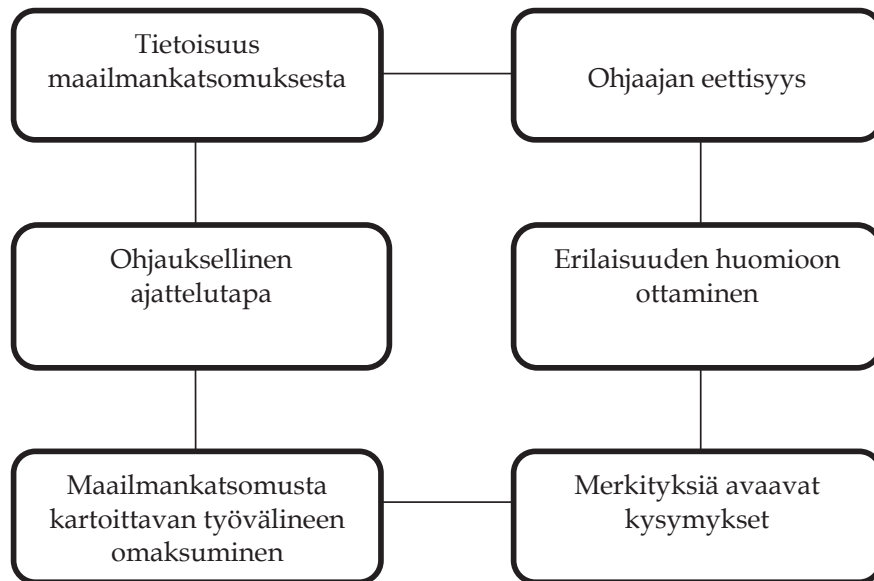 Tietoisuus
maailmankatsomuksesta
Ohjaajan eettisyys
Ohjauksellinen
ajattelutapa
Erilaisuuden huomioon
ottaminen
Maailmankatsomusta
kartoittavan työvälineen
omaksuminen
Merkityksiä avaavat
kysymykset